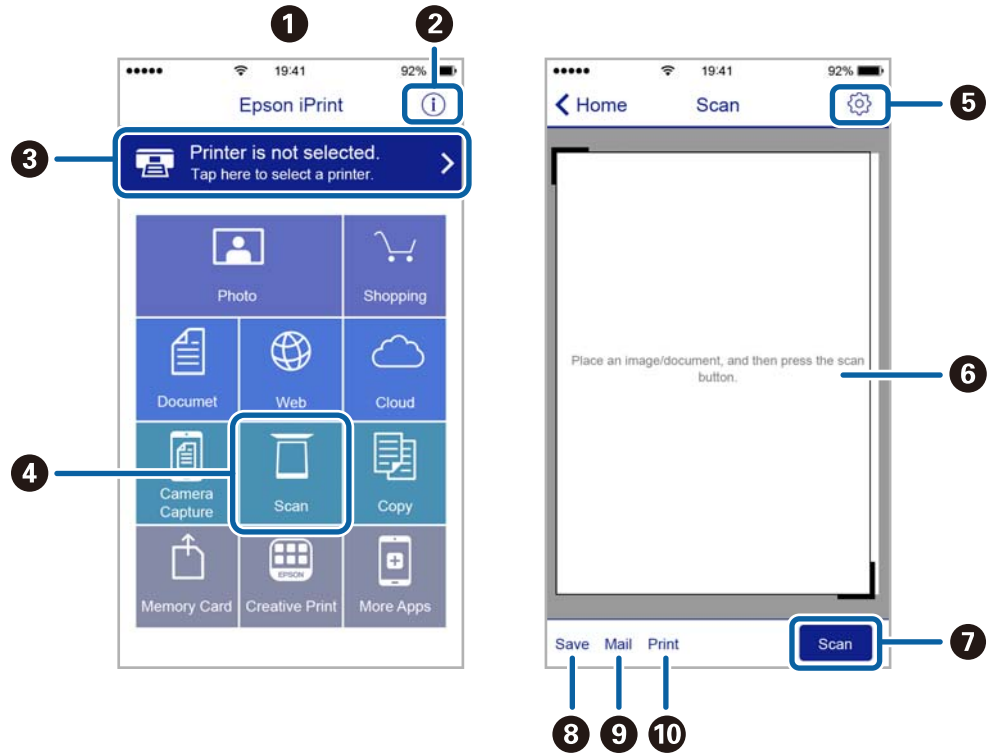 1
2
19:41
92%
Epson iPrint
i
3
Printer is not selected.
Tap here to select a printer.
Photo
Shopping
Documet
Web
Cloud
4
Camera
Capture
Scan
Copy
EPSON
Memory Card
Creative Print
More Apps
19:41
92%
Home
Scan
5
Place an image/document, and then press the scan
button.
6
Save Mail Print
Scan
7
8
9
10